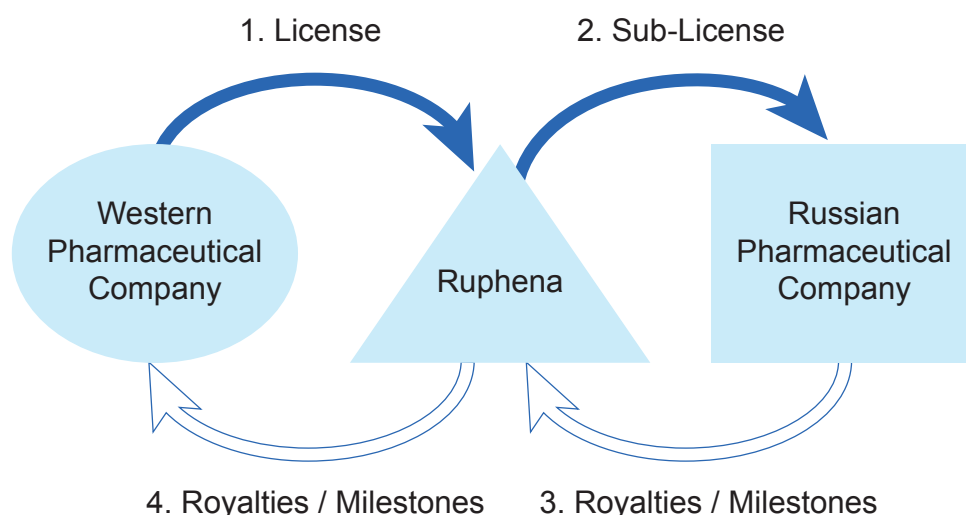 1. License
2. Sub-License
Western
Pharmaceutical
Company
Ruphena
Russian
Pharmaceutical
Company
4. Royalties / Milestones
3. Royalties / Milestones